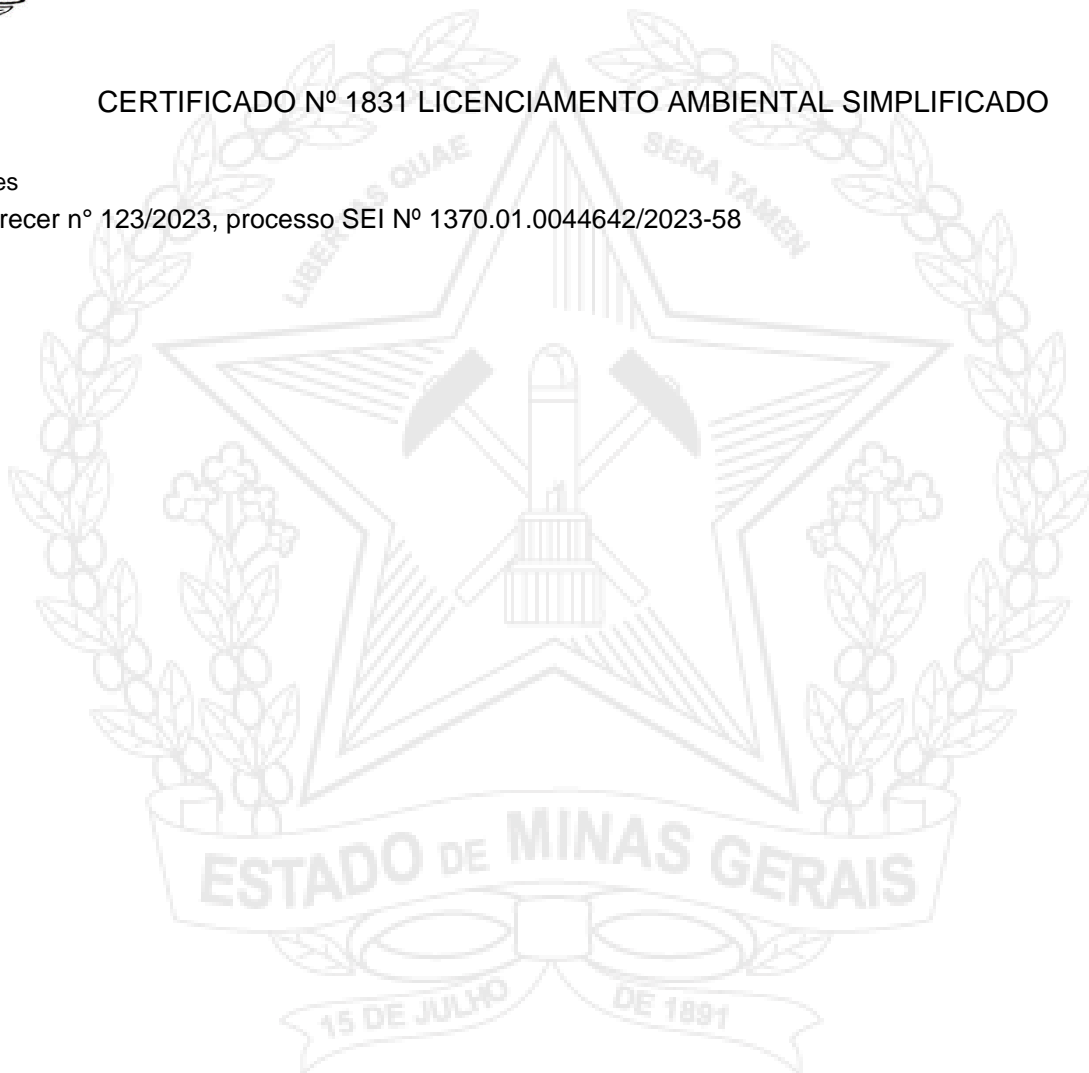 CERTIFICADO Nº 1831 LICENCIAMENTO AMBIENTAL SIMPLIFICADO
es
recer n° 123/2023, processo SEI Nº 1370.01.0044642/2023-58
LIBERTAS QUAE SERA TAMEN
ESTADO DE MINAS GERAIS
15 DE JULHO DE 1891